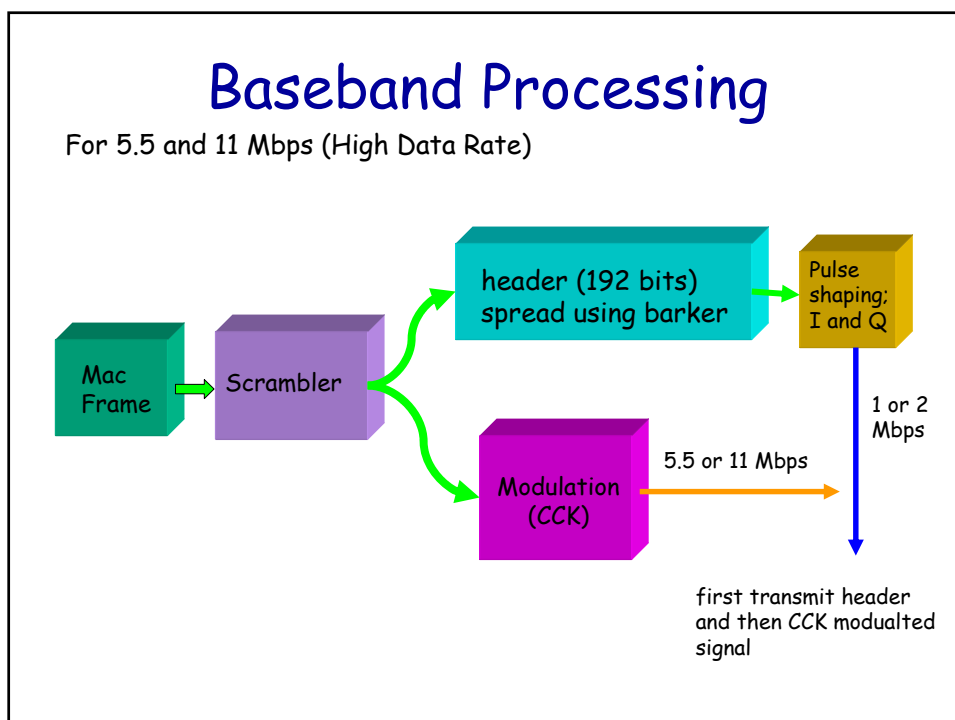 Baseband Processing
For 5.5 and 11 Mbps (High Data Rate)
header (192 bits)
spread using barker
Pulse
shaping;
I and Q
Mac
Frame
Scrambler
1 or 2
Mbps
5.5 or 11 Mbps
Modulation
(CCK)
first transmit header
and then CCK modualted
signal